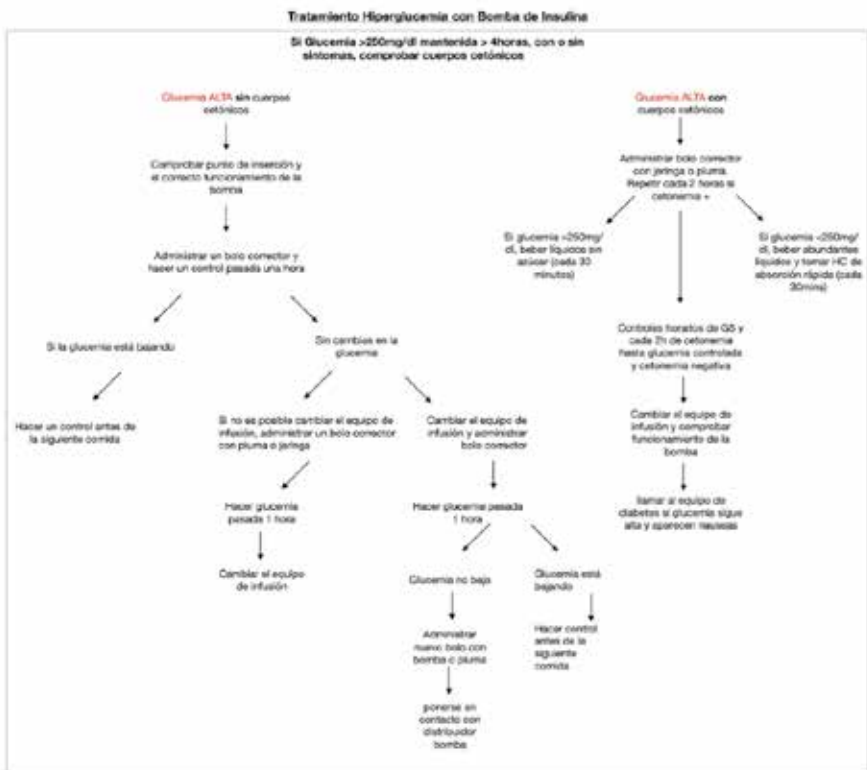 Tratamiento Hiperglucemia con Bomba de Insulina
Si Glucemia >250mg/dl mantenida > 4horas, con o sin
síntomas, comprobar cuerpos cetónicos
Glucemia ALTA sin cuerpos
cetónicos
Comprobar punto de inserción y
el correcto funcionamiento de la
bomba
Administrar un bolo corrector y
hacer un control pasada una hora
Si la glucemia está bajando
Hacer un control antes de
la siguiente comida
Sin cambios en la
glucemia
Si no es posible cambiar el equipo de
infusión, administrar un bolo corrector
con pluma o jeringa
Hacer glucemia
pasada 1 hora
Cambiar el equipo
de infusión
Cambiar el equipo de
infusión y administrar
bolo corrector
Hacer glucemia pasada
1 hora
Glucemia no baja
Administrar
nuevo bolo con
bomba o pluma
ponerse en
contacto con
distribuidor
bomba
Glucemia está
bajando
Hacer control
antes de la
siguiente
comida
Glucemia ALTA con
cuerpos cetónicos
Administrar bolo corrector
con jeringa o pluma.
Repetir cada 2 horas si
cetonemia +
Si glucemia >250mg/
dl, beber líquidos sin
azúcar (cada 30
minutos)
Si glucemia <250mg/
dl, beber abundantes
líquidos y tomar HC de
absorción rápida (cada
30mins)
Controles horarios de GS y
cada 2h de cetonemia
hasta glucemia controlada
y cetonemia negativa
Cambiar el equipo de
infusión y comprobar
funcionamiento de la
bomba
llamar al equipo de
diabetes si glucemia sigue
alta y aparecen nauseas